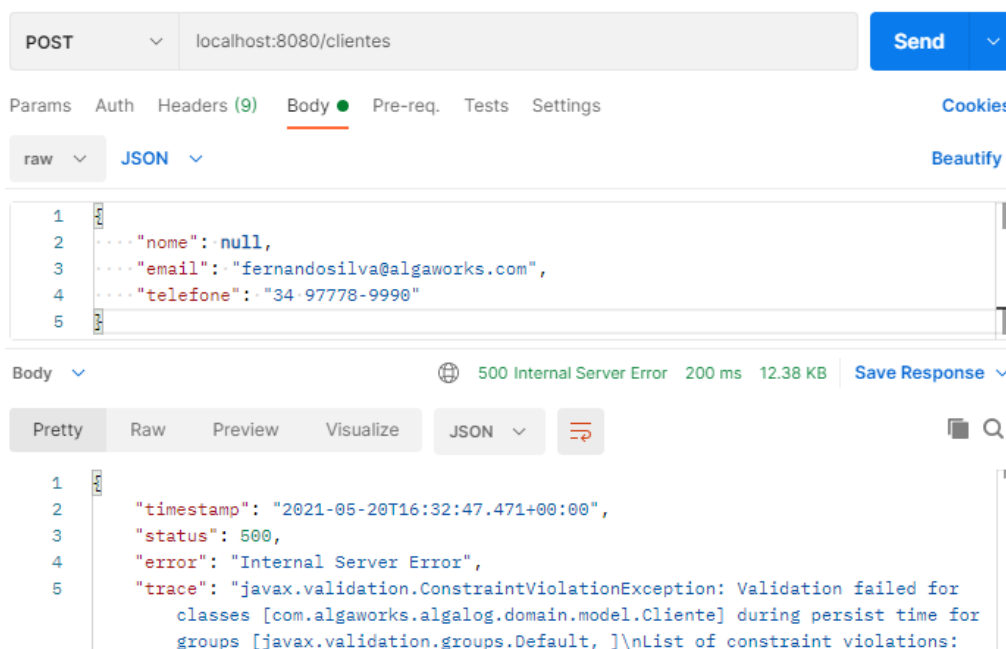 POST localhost:8080/clientes Send
Params Auth Headers (9) Body Pre-req. Tests Settings Cookies
raw JSON Beautify
1 {
2 "nome": null,
3 "email": "fernandosilva@algaworks.com",
4 "telefone": "34 97778-9990"
5 }
Body 500 Internal Server Error 200 ms 12.38 KB Save Response
Pretty Raw Preview Visualize JSON
1 {
2 "timestamp": "2021-05-20T16:32:47.471+00:00",
3 "status": 500,
4 "error": "Internal Server Error",
5 "trace": "javax.validation.ConstraintViolationException: Validation failed for
classes [com.algaworks.algalog.domain.model.Cliente] during persist time for
groups [javax.validation.groups.Default, ]\nList of constraint violations: